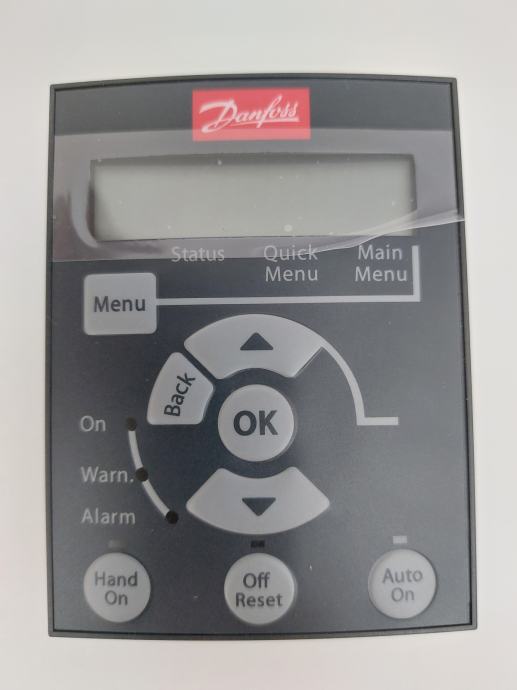 Danfoss
Status Quick Menu Main Menu
Menu
Back
OK
On
Warn.
Alarm
Hand On
Off Reset
Auto On